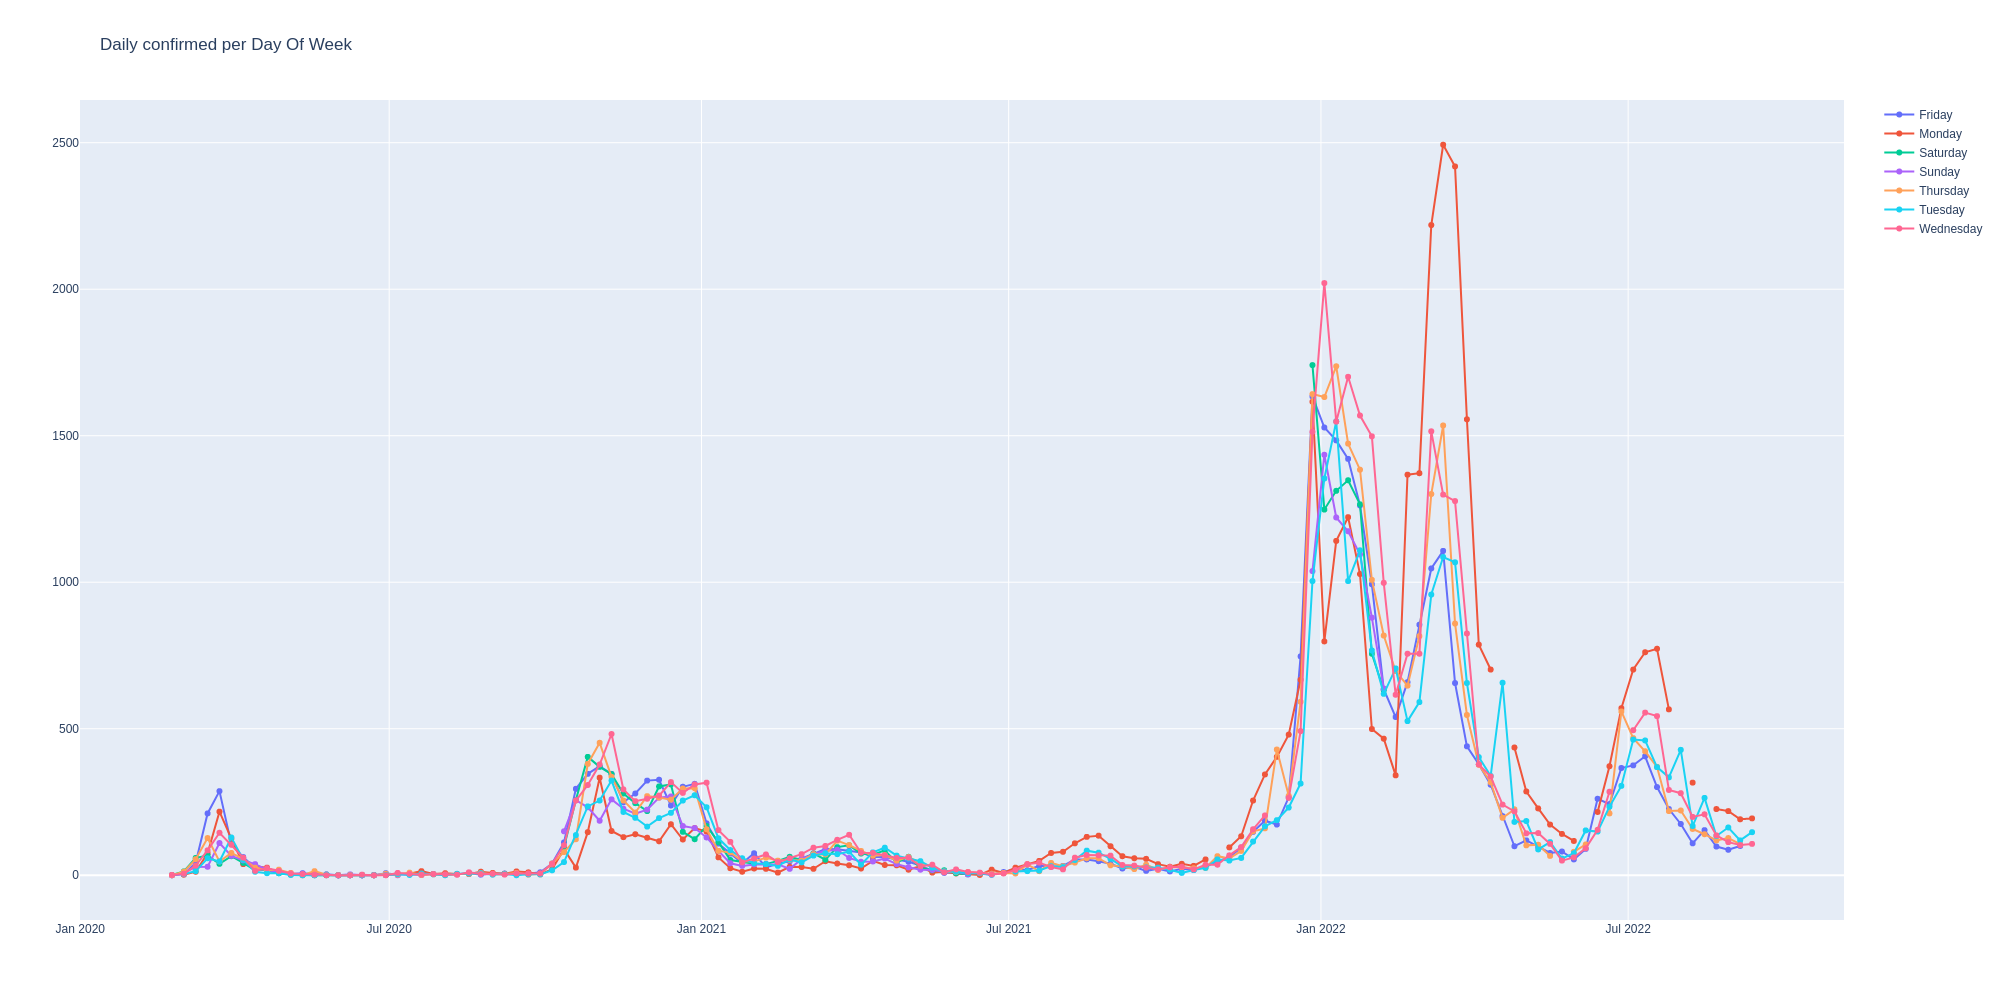 Daily confirmed per Day Of Week
2500
2000
1500
1000
500
0
Jan 2020
Jul 2020
Jan 2021
Jul 2021
Jan 2022
Jul 2022
Friday
Monday
Saturday
Sunday
Thursday
Tuesday
Wednesday